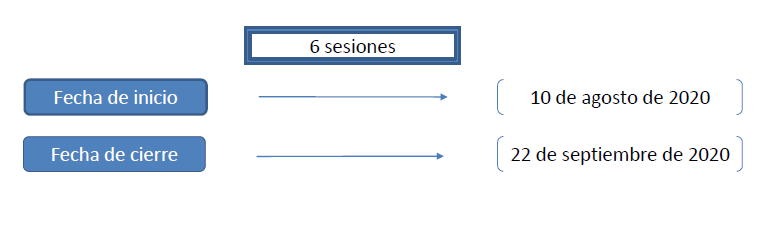 6 sesiones
Fecha de inicio
10 de agosto de 2020
Fecha de cierre
22 de septiembre de 2020